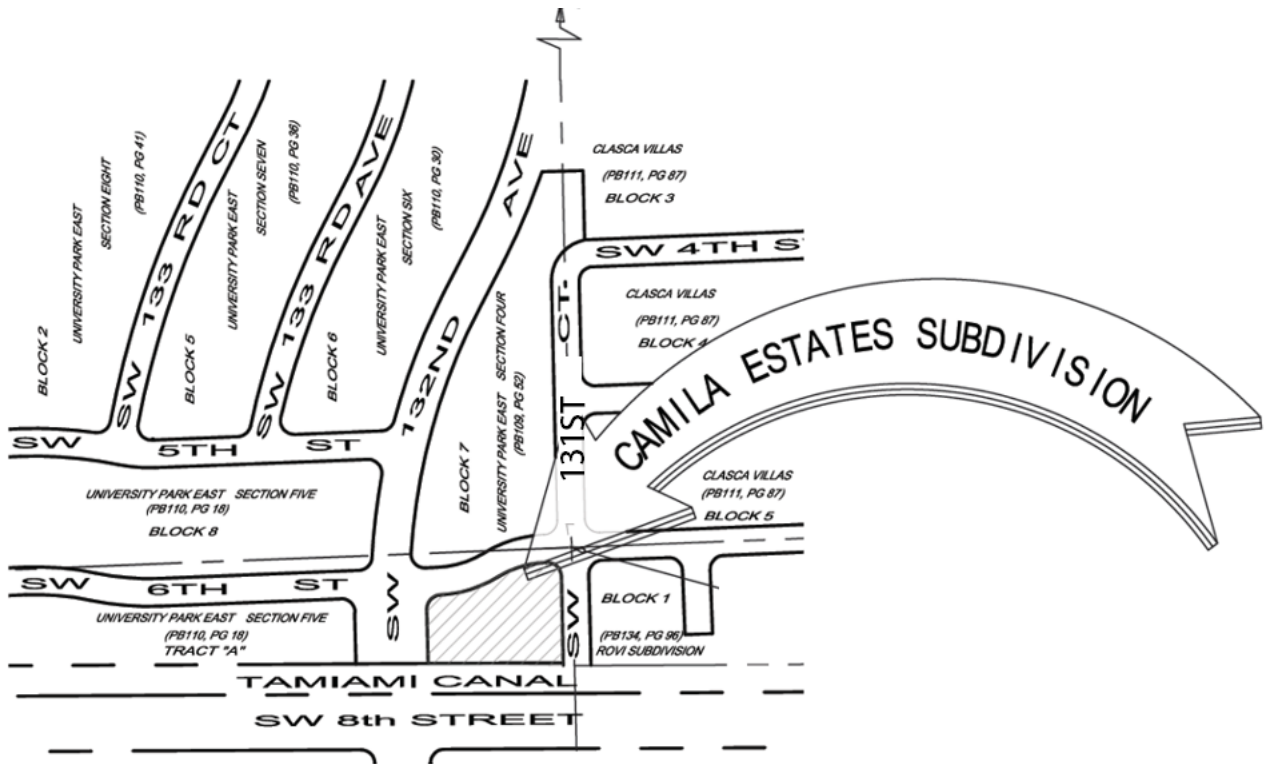 CLASCA VILLAS
(PB111, PG 87)
BLOCK 3
SW 4TH S
BLOCK 2
UNIVERSITY PARK EAST
SECTION EIGHT
(PB110, PG 41)
SW 133 RD CT
BLOCK 5
UNIVERSITY PARK EAST
SECTION SEVEN
(PB110, PG 36)
SW 133 RD AVE
BLOCK 6
UNIVERSITY PARK EAST
SECTION SIX
(PB110, PG 30)
132ND AVE
BLOCK 7
UNIVERSITY PARK EAST SECTION FOUR
(PB109, PG 52)
131ST CT.
CLASCA VILLAS
(PB111, PG 87)
BLOCK 4
CAMILA ESTATES SUBDIVISION
SW 5TH ST
CLASCA VILLAS
(PB111, PG 87)
BLOCK 5
UNIVERSITY PARK EAST SECTION FIVE
(PB110, PG 18)
BLOCK 8
SW 6TH ST
SW
SW
BLOCK 1
(PB134, PG 96)
ROVI SUBDIVISION
UNIVERSITY PARK EAST SECTION FIVE
(PB110, PG 18)
TRACT "A"
TAMIAMI CANAL
SW 8th STREET